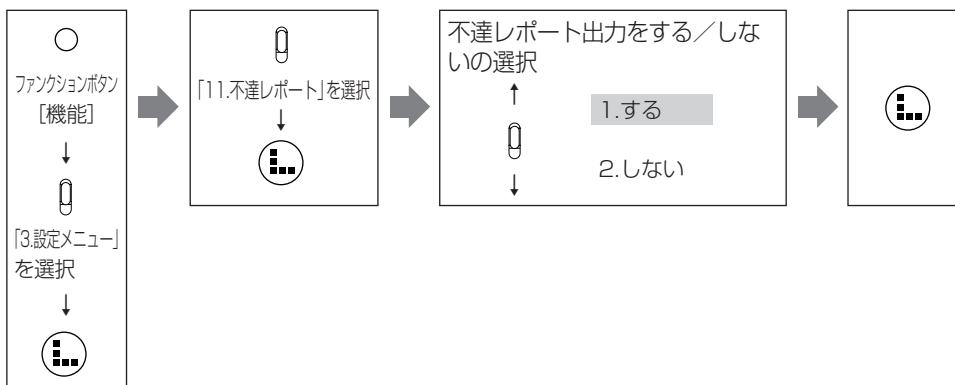 ファンクションボタン
[機能]
「3.設定メニュー」
を選択
「11.不達レポート」を選択
不達レポート出力をする／しな
いの選択
1.する
2.しない